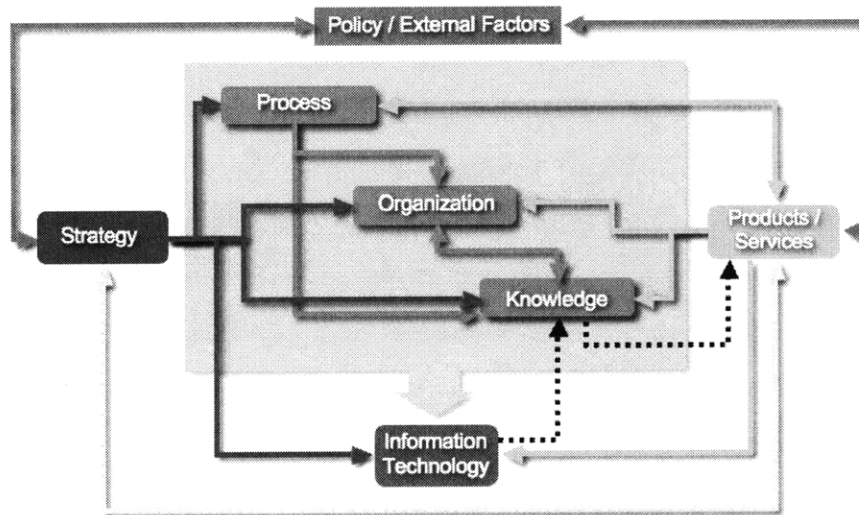 Policy / External Factors
Process
Organization
Strategy
Products /
Services
Knowledge
Information
Technology